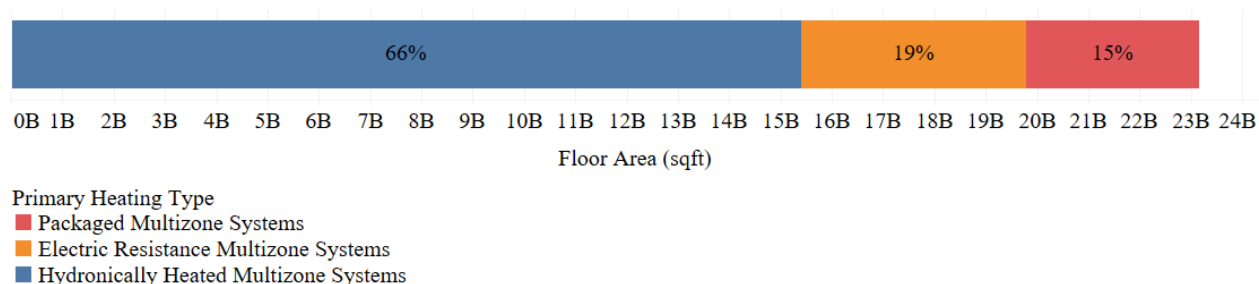 66% 19% 15%
0B 1B 2B 3B 4B 5B 6B 7B 8B 9B 10B 11B 12B 13B 14B 15B 16B 17B 18B 19B 20B 21B 22B 23B 24B
Floor Area (sqft)
Primary Heating Type
Packaged Multizone Systems
Electric Resistance Multizone Systems
Hydronically Heated Multizone Systems